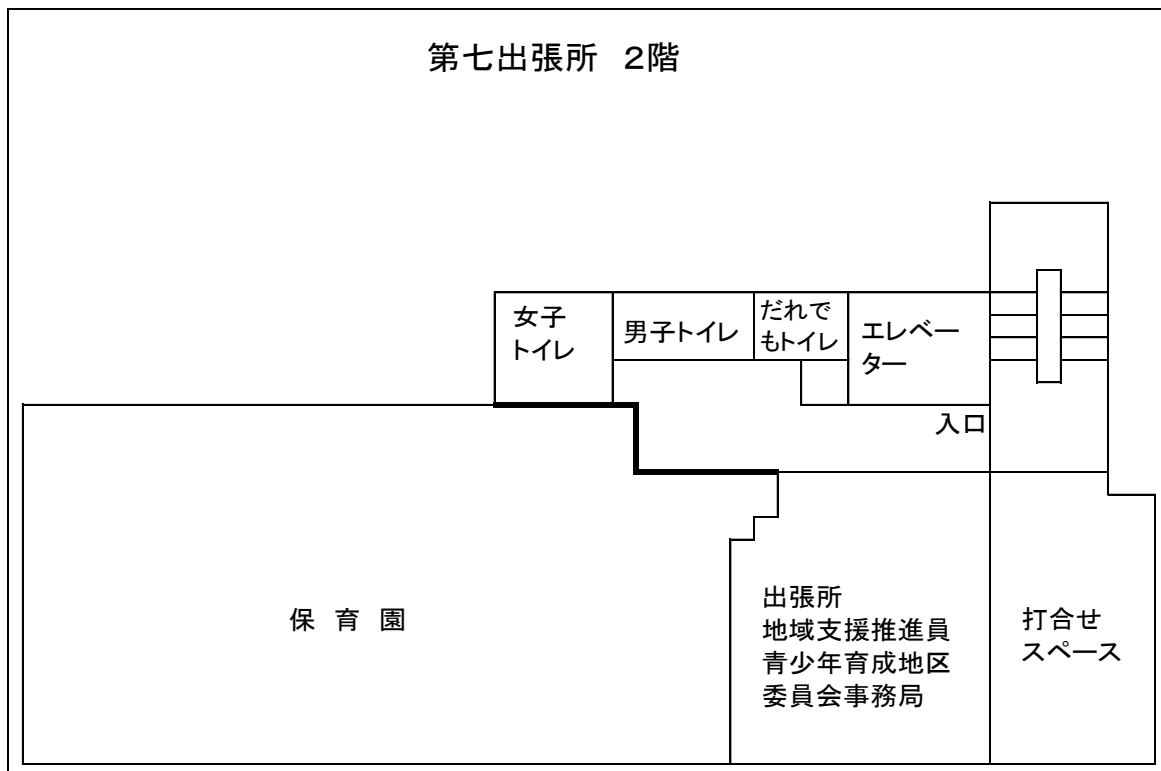 第七出張所　２階
女子
トイレ
男子トイレ
だれで
もトイレ
エレベー
ター
入口
保　育　園
出張所
地域支援推進員
青少年育成地区
委員会事務局
打合せ
スペース